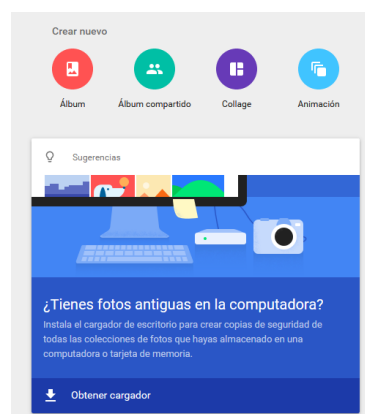 Crear nuevo
Álbum
Álbum compartido
Collage
Animación
Sugerencias
¿Tienes fotos antiguas en la computadora?
Instala el cargador de escritorio para crear copias de seguridad de
todas las colecciones de fotos que hayas almacenado en una
computadora o tarjeta de memoria.
Obtener cargador